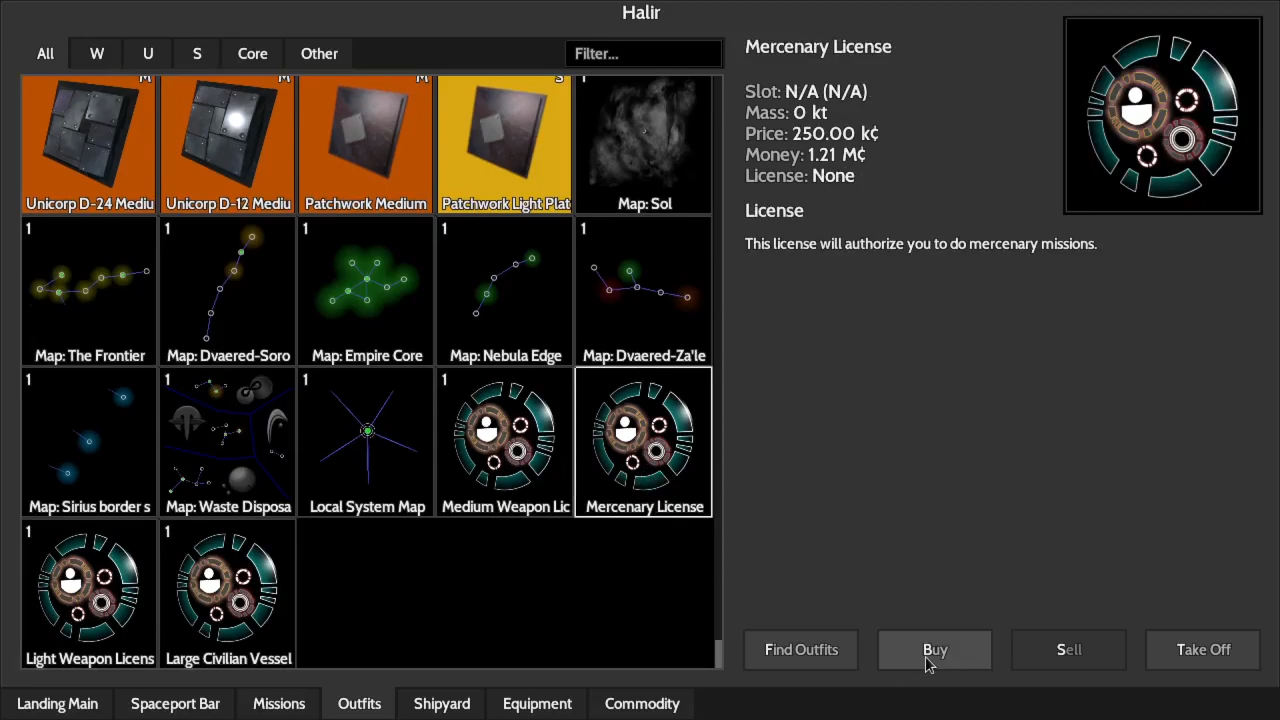 Halir
All W U S Core Other
Filter...
M M M S 1
Unicorp D-24 Mediu Unicorp D-12 Mediu Patchwork Medium Patchwork Light Plat Map: Sol
1 1 1 1 1
Map: The Frontier Map: Dvaered-Soro Map: Empire Core Map: Nebula Edge Map: Dvaered-Za'le
1 1 1 1 1
Map: Sirius border s Map: Waste Disposa Local System Map Medium Weapon Lic Mercenary License
1 1
Light Weapon Licens Large Civilian Vessel
Mercenary License
Slot: N/A (N/A)
Mass: 0 kt
Price: 250.00 k¢
Money: 1.21 M¢
License: None
License
This license will authorize you to do mercenary missions.
Find Outfits Buy Sell Take Off
Landing Main Spaceport Bar Missions Outfits Shipyard Equipment Commodity